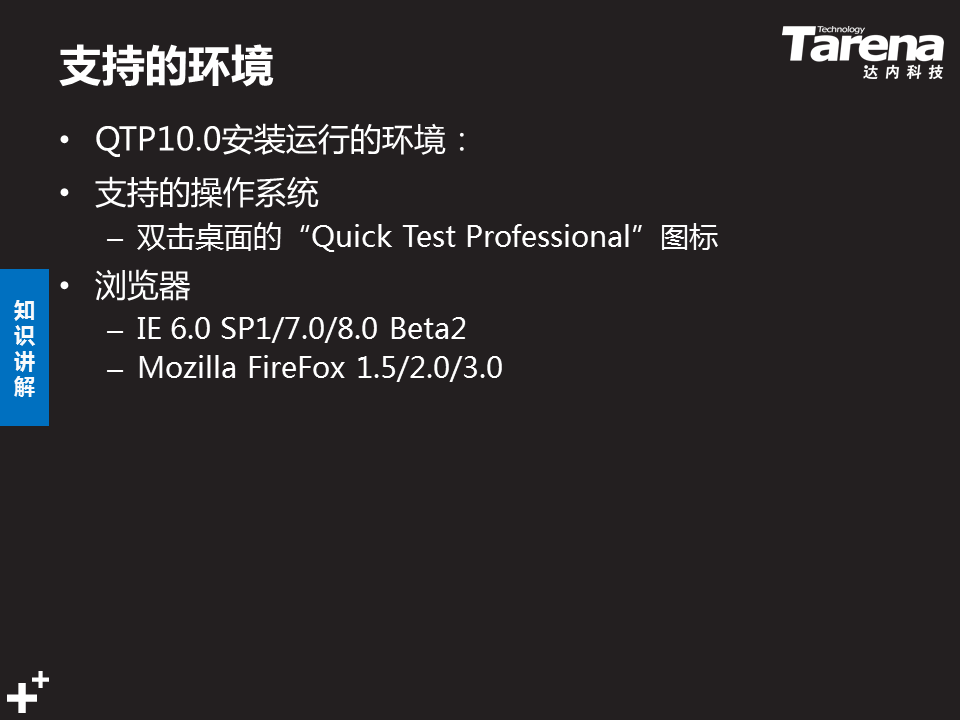 支持的环境
Technology
Tarena
达内科技
• QTP10.0安装运行的环境：
• 支持的操作系统
– 双击桌面的“Quick Test Professional”图标
• 浏览器
– IE 6.0 SP1/7.0/8.0 Beta2
– Mozilla FireFox 1.5/2.0/3.0
知
识
讲
解